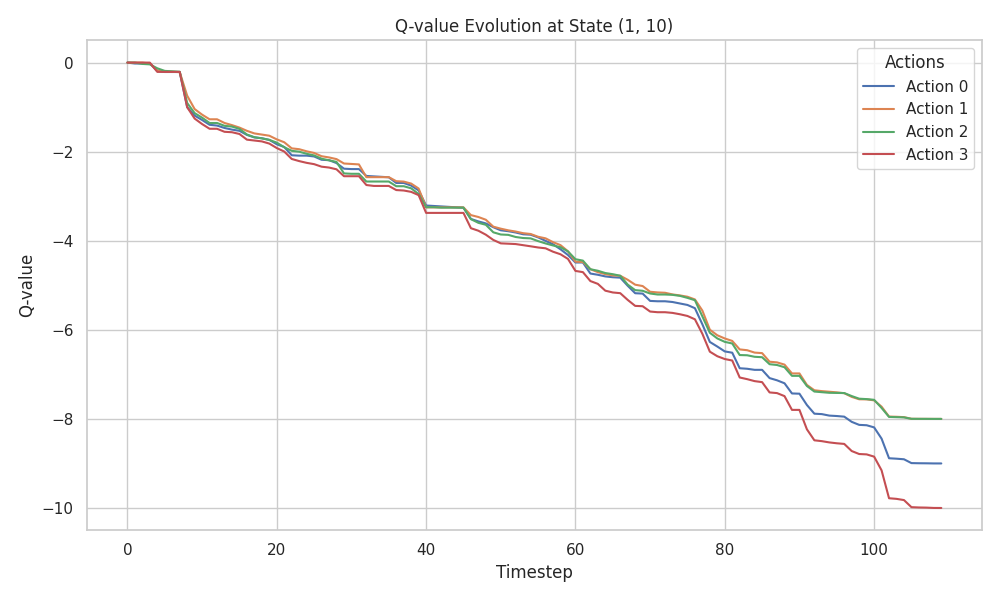 Q-value Evolution at State (1, 10)
Actions
Action 0
Action 1
Action 2
Action 3
Q-value
0
−2
−4
−6
−8
−10
0 20 40 60 80 100
Timestep